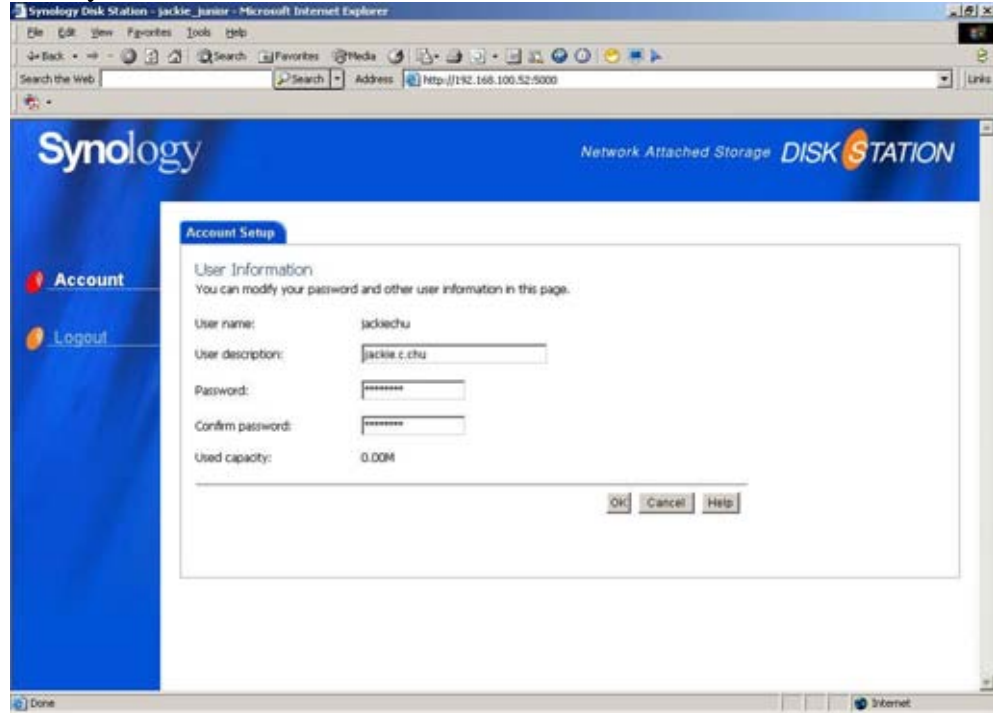 Synology Disk Station - jackie_junior - Microsoft Internet Explorer
File Edit View Favorites Tools Help
Back Search Favorites Media
Search the Web Search Address http://192.168.100.52:5000 Links
Synology Network Attached Storage DISK STATION
Account Setup
Account
Logout
User Information
You can modify your password and other user information in this page.
User name: jackiechu
User description: jackie.c.chu
Password: ********
Confirm password: ********
Used capacity: 0.00M
OK Cancel Help
Done Internet